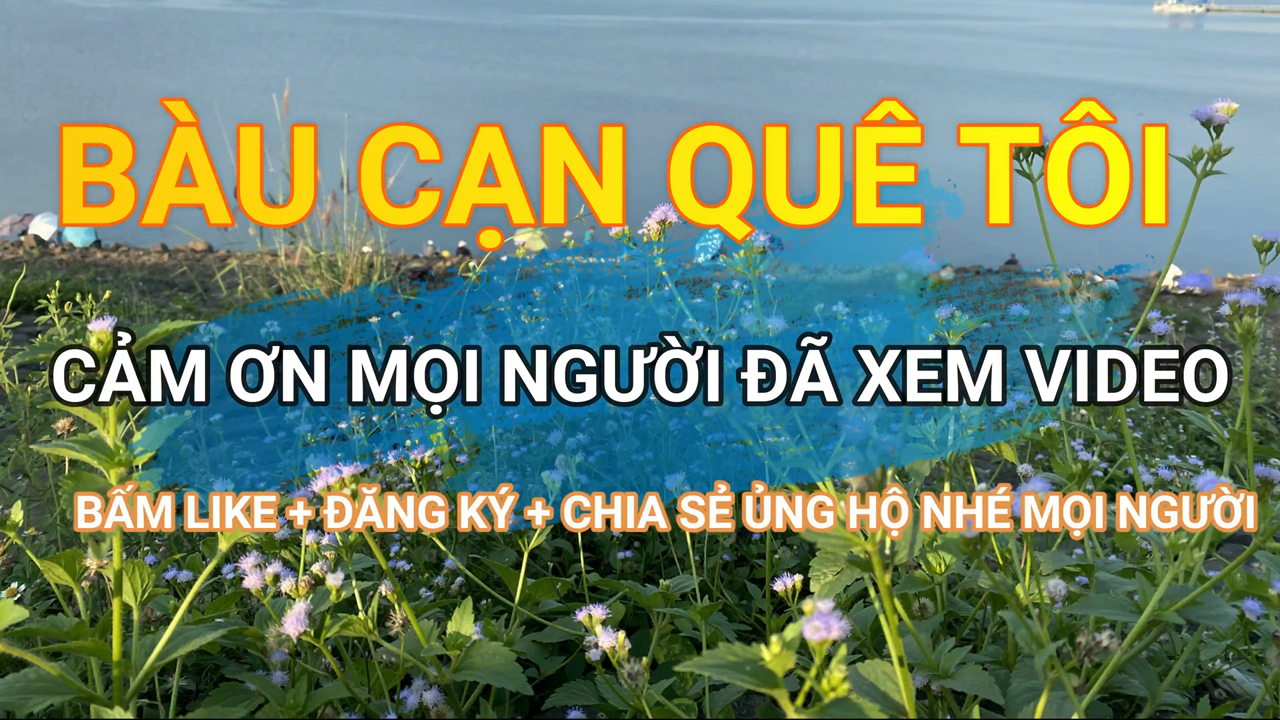 BÀU CẠN QUÊ TÔI
CẢM ƠN MỌI NGƯỜI ĐÃ XEM VIDEO
BẤM LIKE + ĐĂNG KÝ + CHIA SẺ ỦNG HỘ NHÉ MỌI NGƯỜI